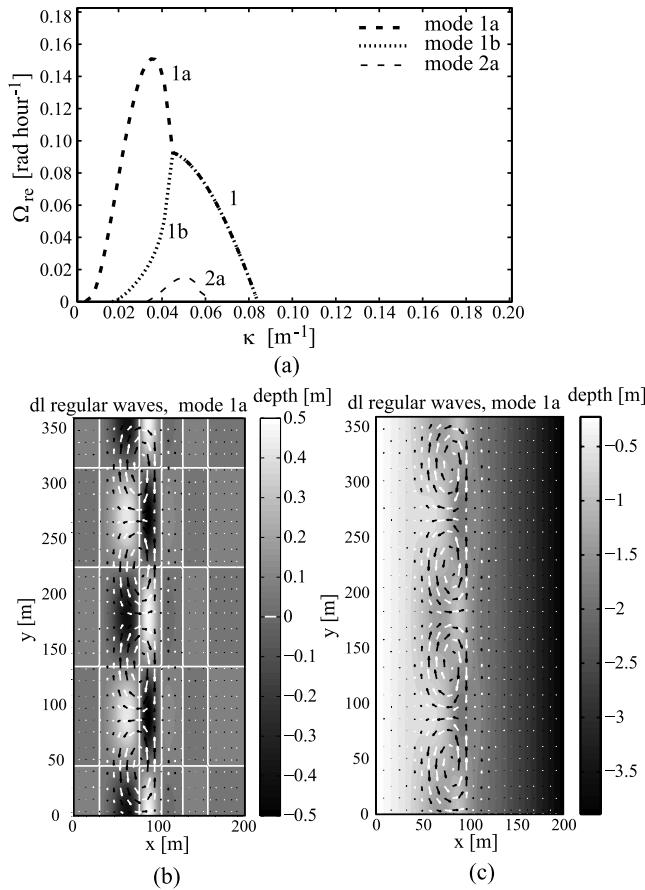 mode 1a
mode 1b
mode 2a
0.18
0.16
0.14
0.12
0.10
0.08
0.06
0.04
0.02
0
Ωre [rad hour-1]
1a
1b
1
2a
0 0.02 0.04 0.06 0.08 0.10 0.12 0.14 0.16 0.18 0.20
κ [m-1]
(a)
dl regular waves, mode 1a
depth [m]
350
300
250
200
150
100
50
0
y [m]
0 100 200
x [m]
0.5
0.4
0.3
0.2
0.1
0
−0.1
−0.2
−0.3
−0.4
−0.5
(b)
dl regular waves, mode 1a
depth [m]
350
300
250
200
150
100
50
0
y [m]
0 50 100 150 200
x [m]
−0.5
−1
−1.5
−2
−2.5
−3
−3.5
(c)